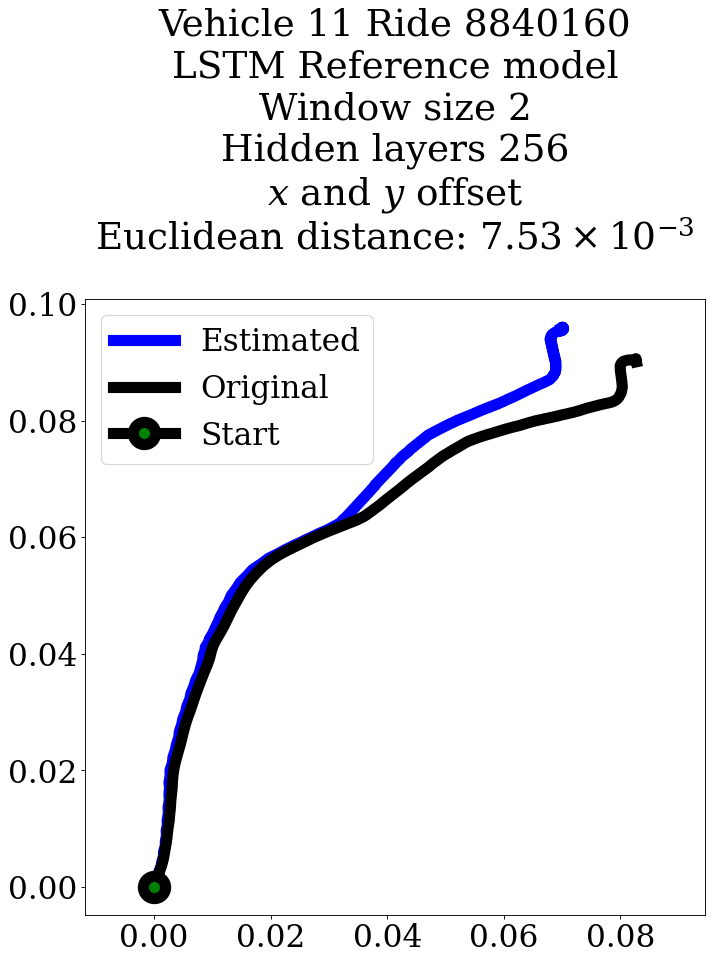 Vehicle 11 Ride 8840160
LSTM Reference model
Window size 2
Hidden layers 256
x and y offset
Euclidean distance: 7.53 × 10⁻³
Estimated
Original
Start
0.10
0.08
0.06
0.04
0.02
0.00
0.00 0.02 0.04 0.06 0.08